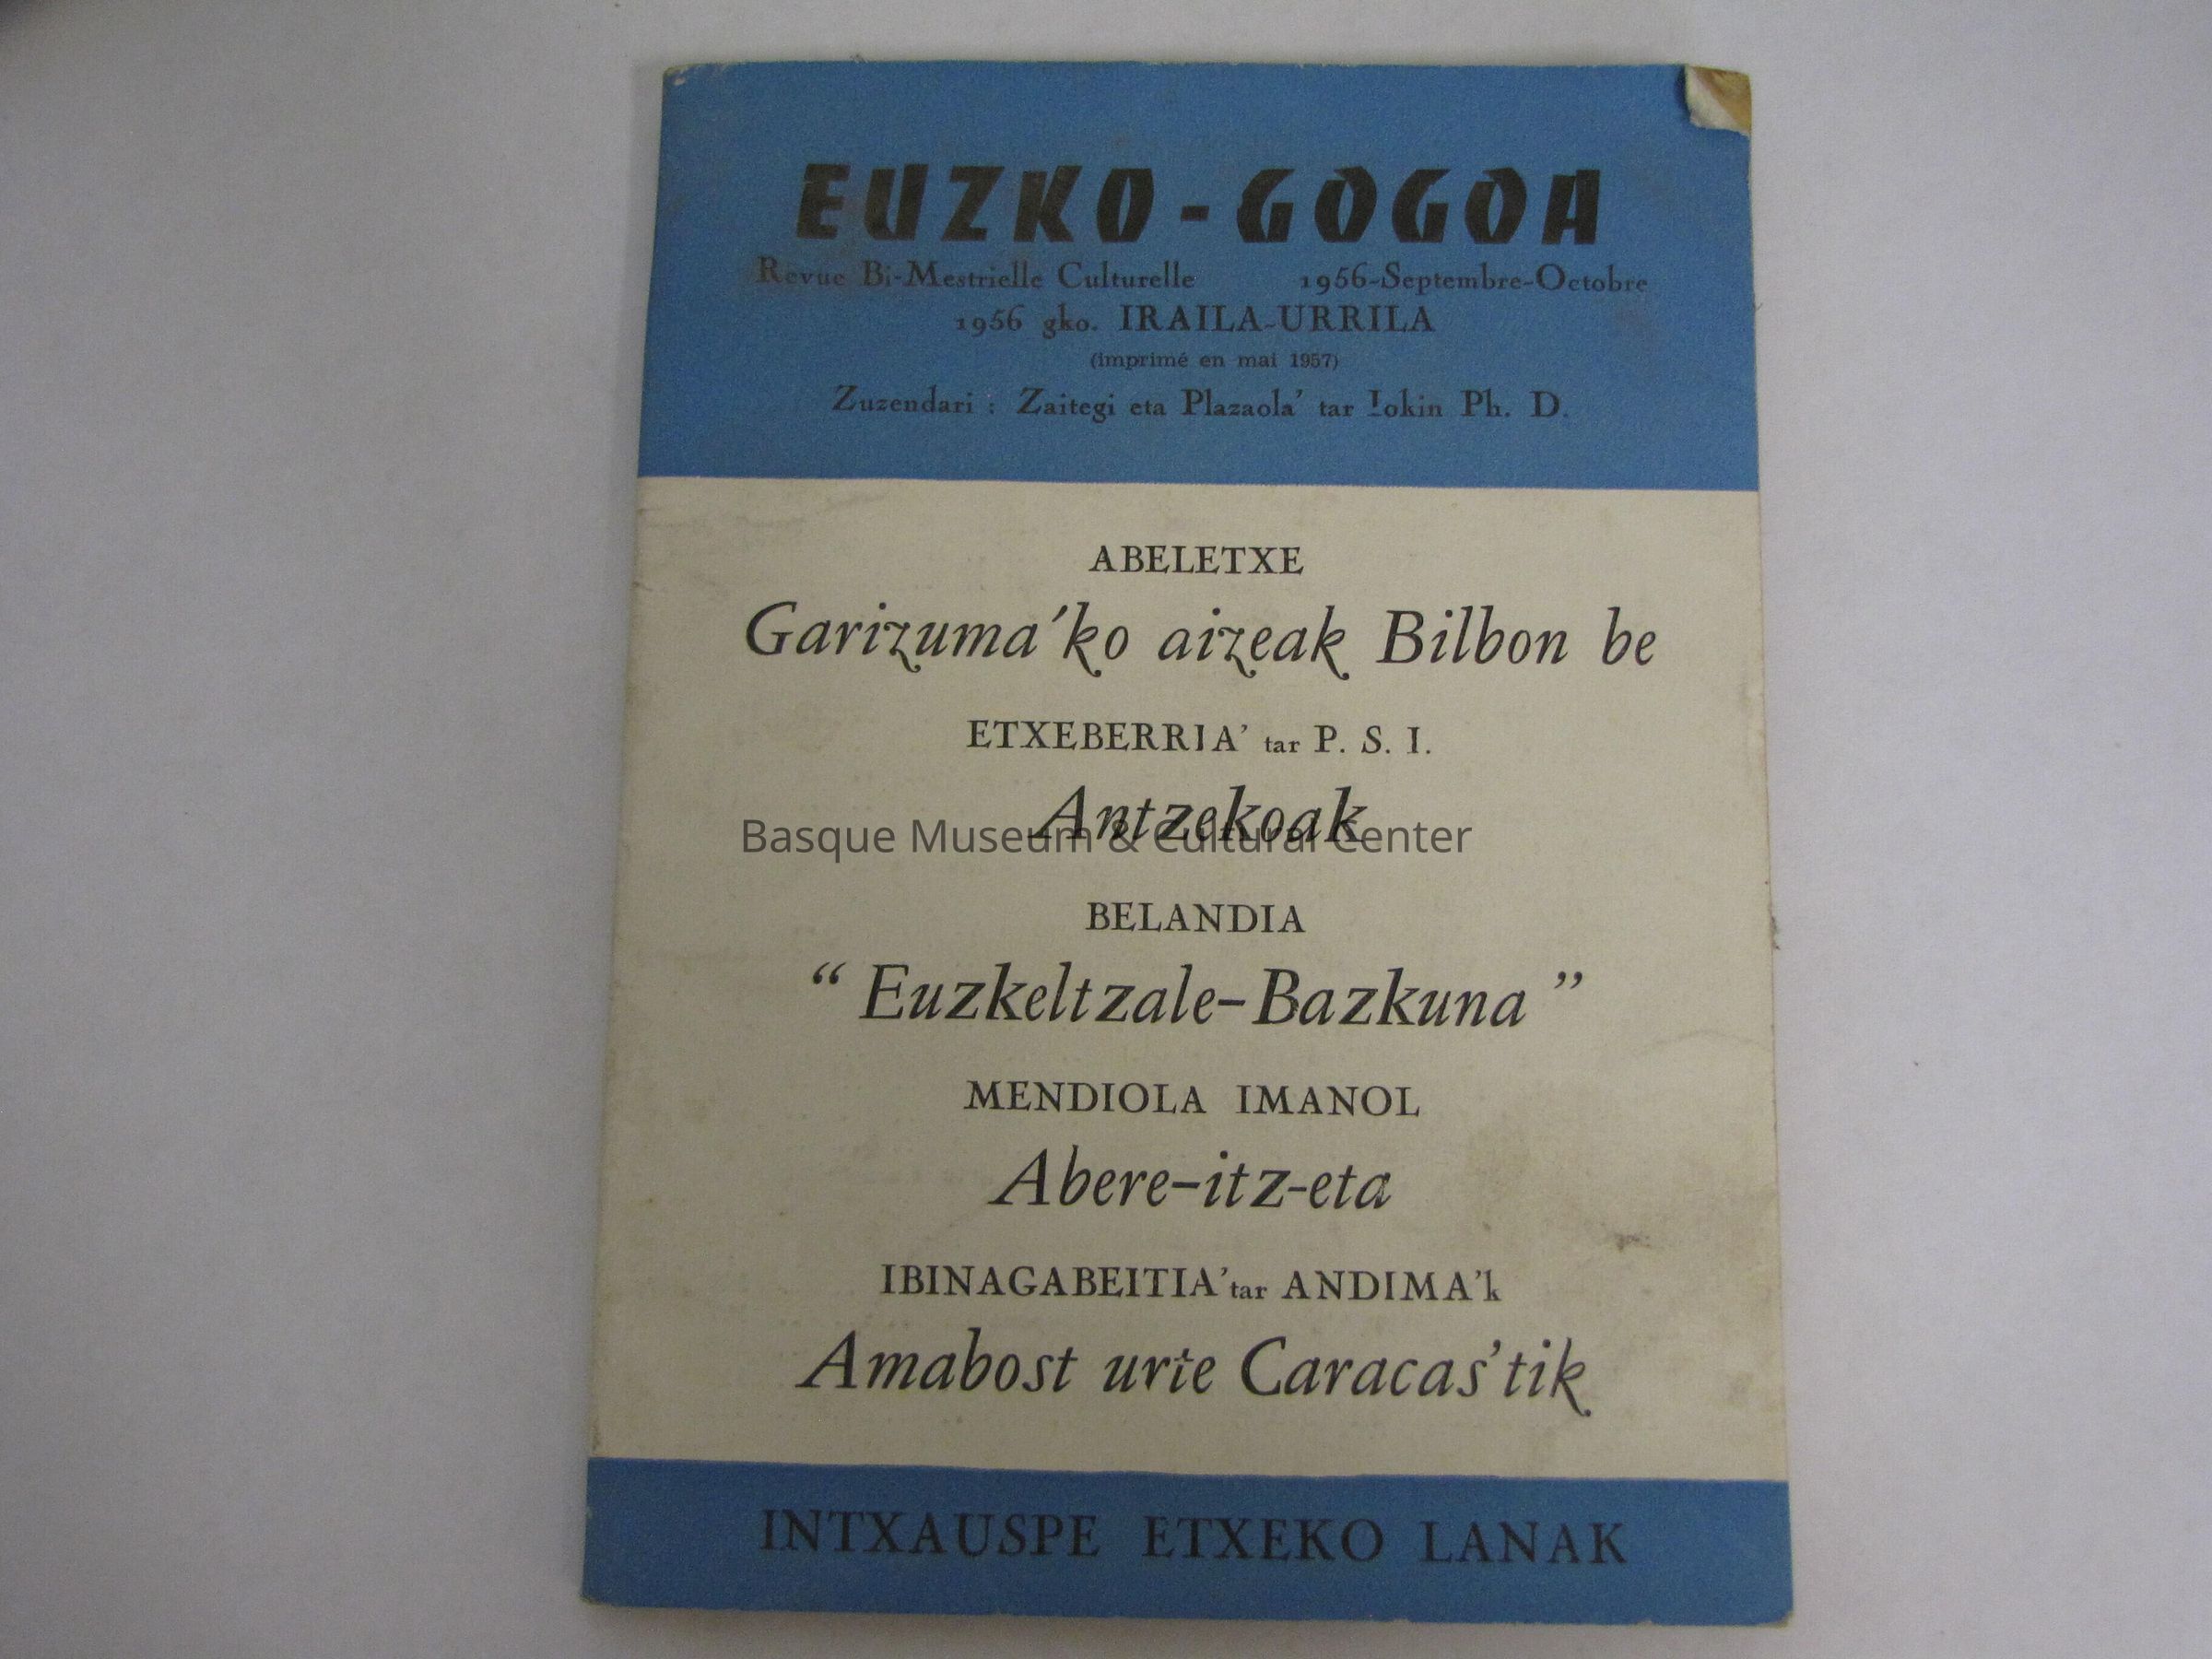 EUZKO-GOGOA
Revue Bi-Mestrielle Culturelle 1956-Septembre-Octobre
1956 gko. IRAILA-URRILA
(imprimé en mai 1957)
Zuzendari : Zaitegi eta Plazaola' tar Iokin Ph. D.
ABELETXE
Garizuma'ko aizeak Bilbon be
ETXEBERRIA' tar P. S. I.
Antzekoak
Basque Museum & Cultural Center
BELANDIA
“ Euzkeltzale-Bazkuna ”
MENDIOLA IMANOL
Abere-itz-eta
IBINAGABEITIA'tar ANDIMA'k
Amabost urte Caracas'tik
INTXAUSPE ETXEKO LANAK